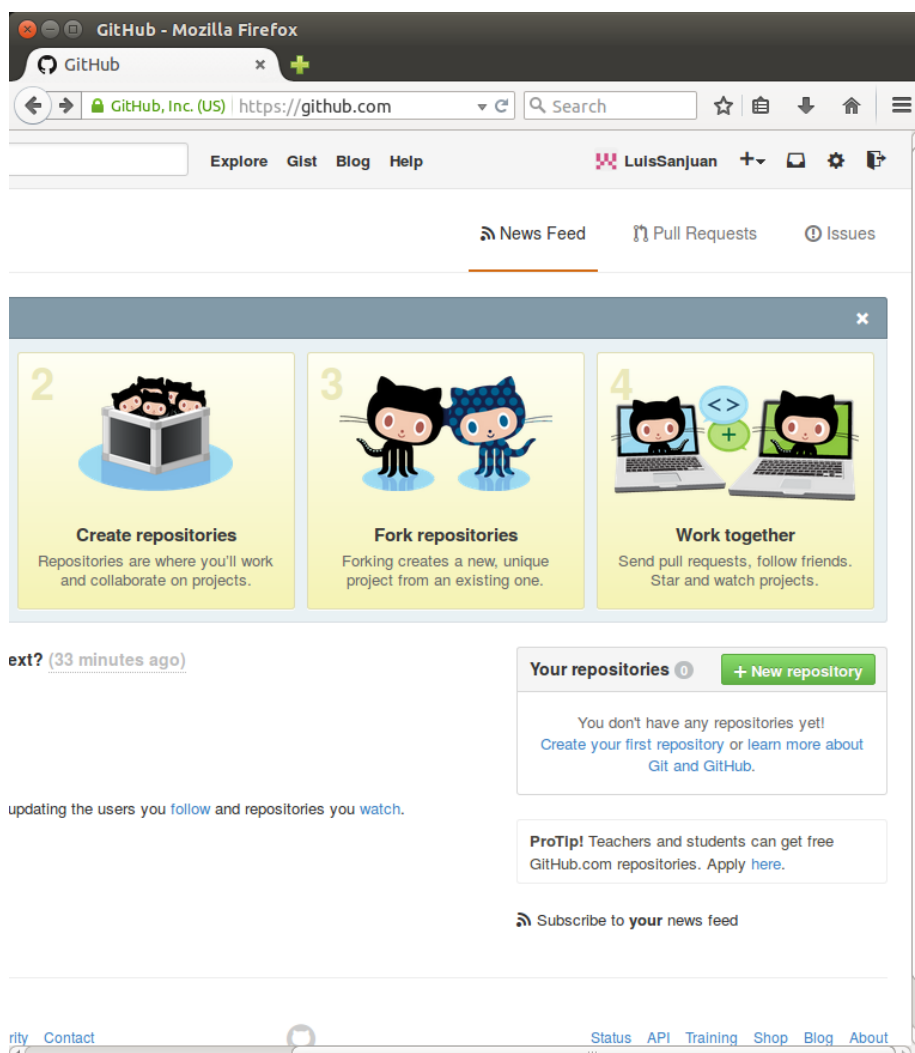 GitHub - Mozilla Firefox
GitHub
GitHub, Inc. (US) https://github.com Search
Explore Gist Blog Help LuisSanjuan
News Feed Pull Requests Issues
2 3 4
<> +
Create repositories
Repositories are where you'll work
and collaborate on projects.
Fork repositories
Forking creates a new, unique
project from an existing one.
Work together
Send pull requests, follow friends.
Star and watch projects.
ext? (33 minutes ago)
Your repositories 0 + New repository
You don't have any repositories yet!
Create your first repository or learn more about
Git and GitHub.
updating the users you follow and repositories you watch.
ProTip! Teachers and students can get free
GitHub.com repositories. Apply here.
Subscribe to your news feed
rity Contact Status API Training Shop Blog About